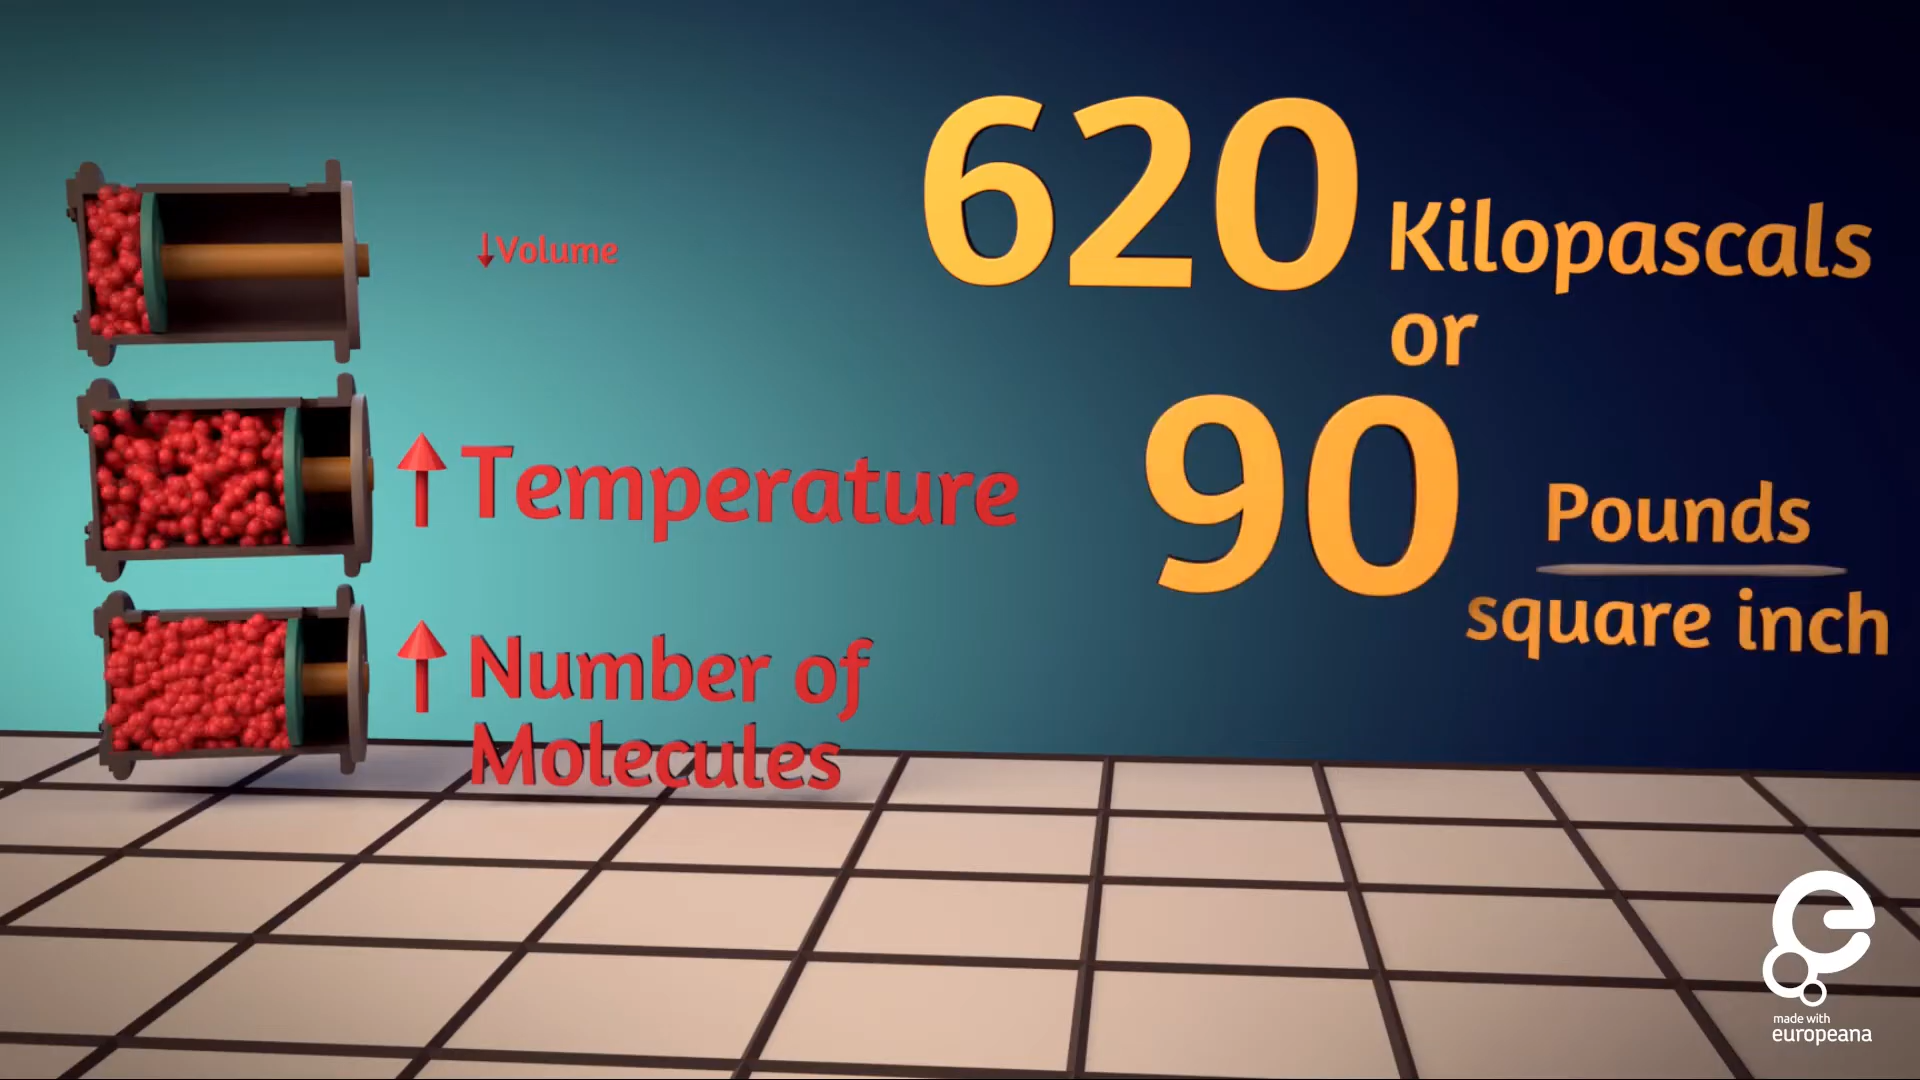 ↓Volume
↑Temperature
↑Number of
Molecules
620 Kilopascals
or
90 Pounds
square inch
made with
europeana